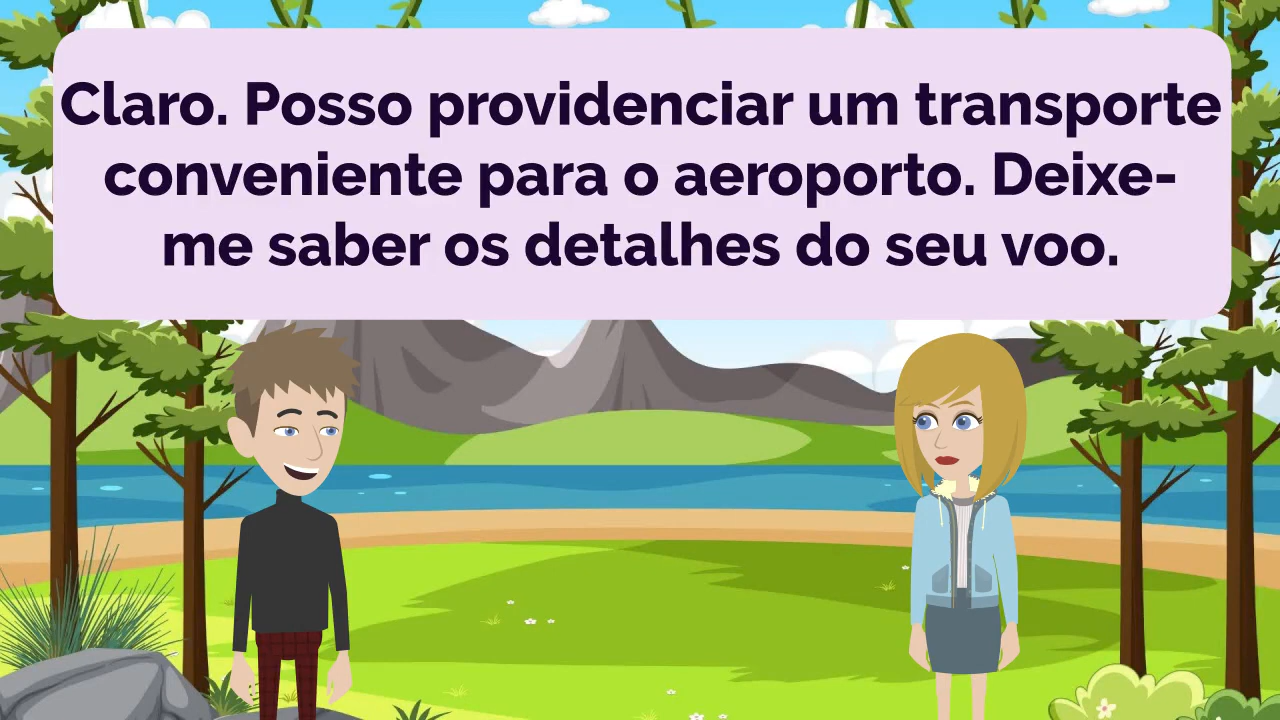 Claro. Posso providenciar um transporte
conveniente para o aeroporto. Deixe-
me saber os detalhes do seu voo.